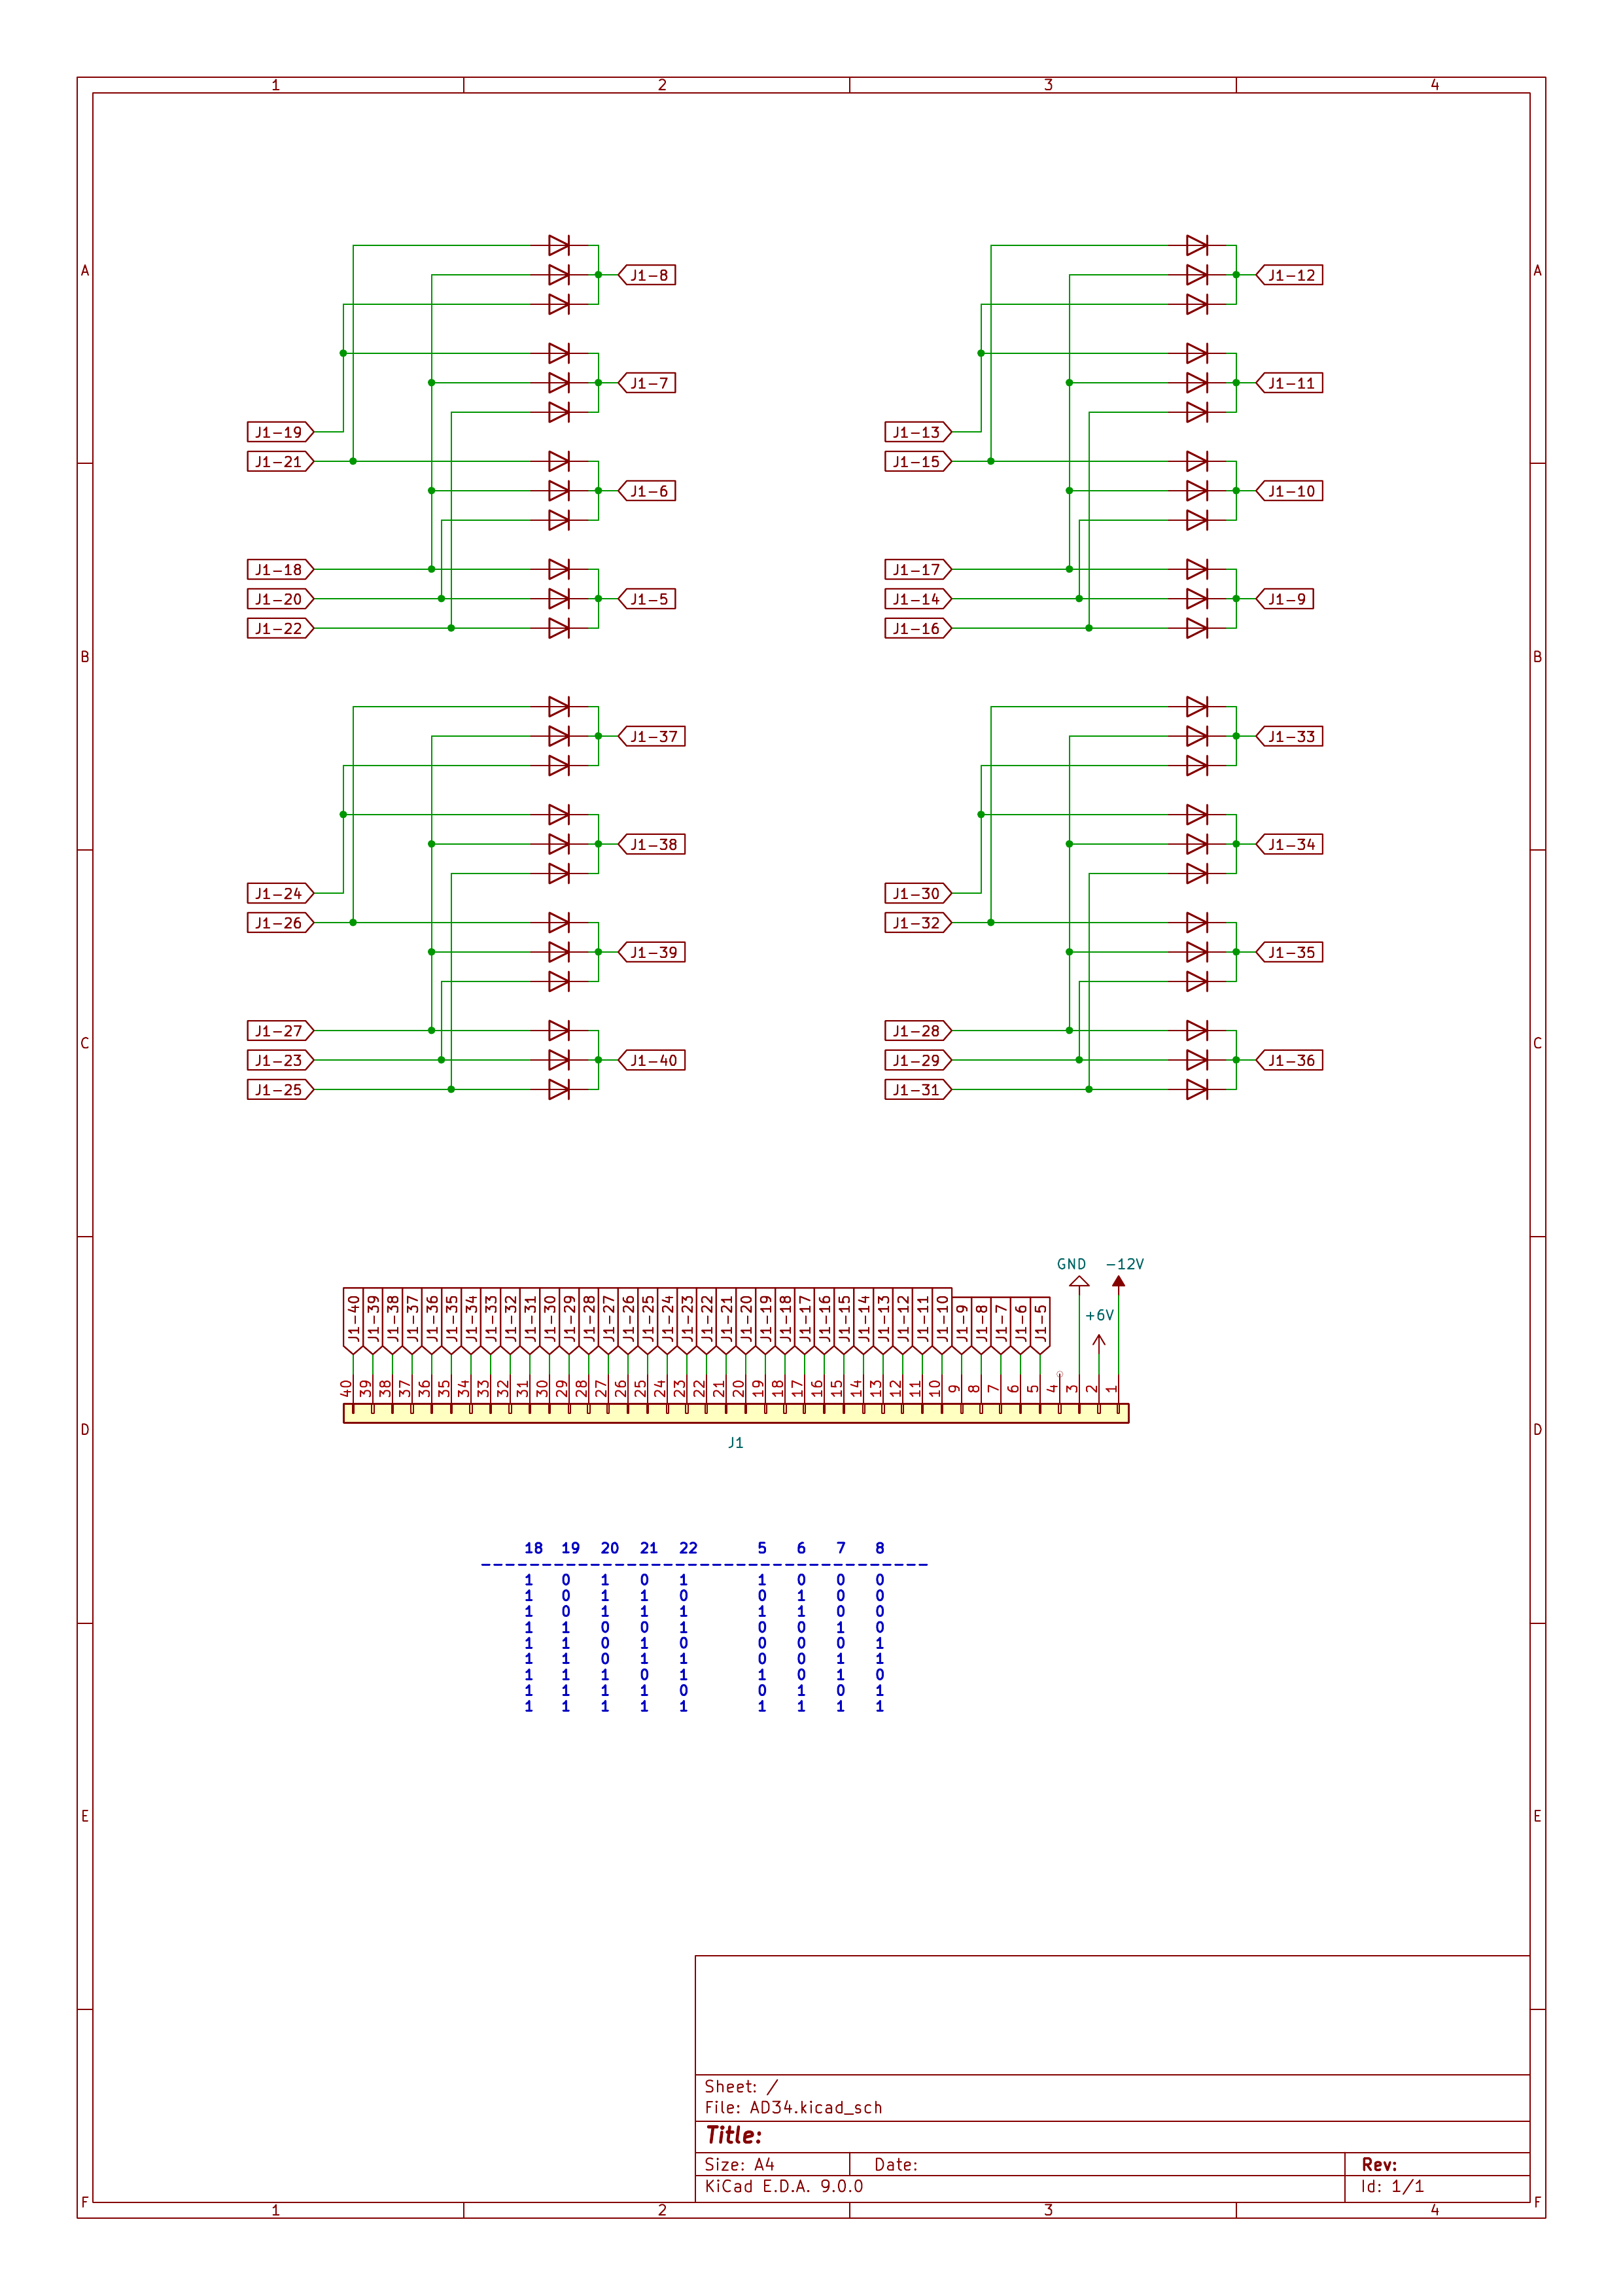 1 2 3 4
A A
J1-8 J1-12
J1-7 J1-11
J1-19 J1-13
J1-21 J1-15
J1-6 J1-10
J1-18 J1-17
J1-20 J1-5 J1-14 J1-9
J1-22 J1-16
B B
J1-37 J1-33
J1-38 J1-34
J1-24 J1-30
J1-26 J1-32
J1-39 J1-35
J1-27 J1-28
C C
J1-23 J1-40 J1-29 J1-36
J1-25 J1-31
GND -12V
+6V
J1-40 J1-39 J1-38 J1-37 J1-36 J1-35 J1-34 J1-33 J1-32 J1-31 J1-30 J1-29 J1-28 J1-27 J1-26 J1-25 J1-24 J1-23 J1-22 J1-21 J1-20 J1-19 J1-18 J1-17 J1-16 J1-15 J1-14 J1-13 J1-12 J1-11 J1-10 J1-9 J1-8 J1-7 J1-6 J1-5
40 39 38 37 36 35 34 33 32 31 30 29 28 27 26 25 24 23 22 21 20 19 18 17 16 15 14 13 12 11 10 9 8 7 6 5 4 3 2 1
D D
J1
18 19 20 21 22 5 6 7 8
--------------------------------------
1 0 1 0 1 1 0 0 0
1 0 1 1 0 0 1 0 0
1 0 1 1 1 1 1 0 0
1 1 0 0 1 0 0 1 0
1 1 0 1 0 0 0 0 1
1 1 0 1 1 0 0 1 1
1 1 1 0 1 1 0 1 0
1 1 1 1 0 0 1 0 1
1 1 1 1 1 1 1 1 1
E E
Sheet: /
File: AD34.kicad_sch
Title:
Size: A4 Date: Rev:
KiCad E.D.A. 9.0.0 Id: 1/1
F F
1 2 3 4